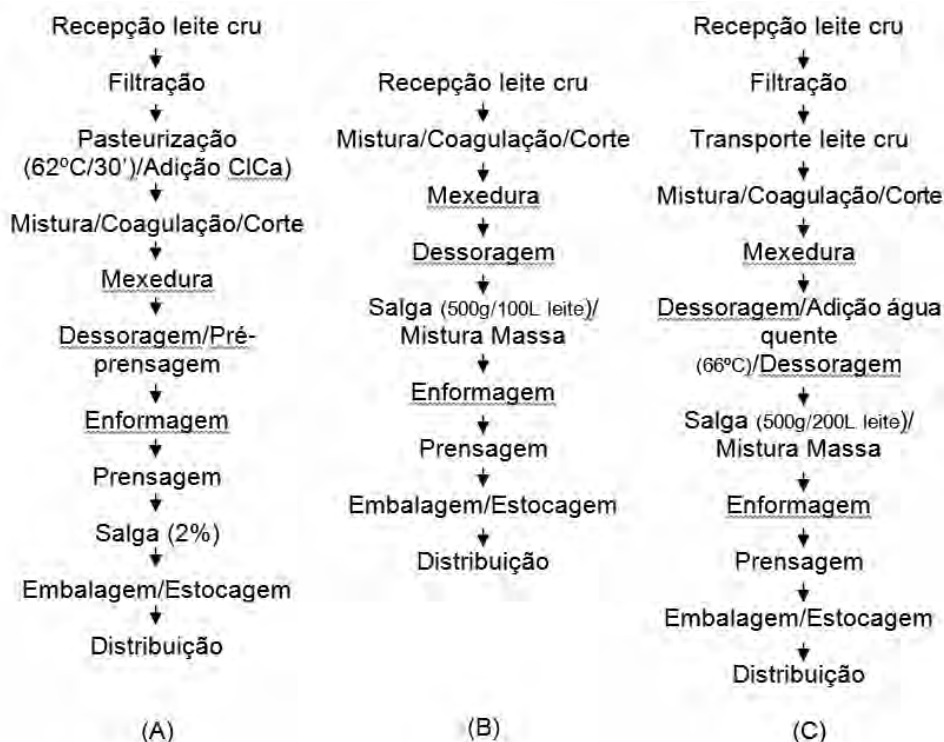 Recepção leite cru
Filtração
Pasteurização
(62ºC/30')/Adição ClCa)
Mistura/Coagulação/Corte
Mexedura
Dessoragem/Pré-
prensagem
Enformagem
Prensagem
Salga (2%)
Embalagem/Estocagem
Distribuição
(A)
Recepção leite cru
Mistura/Coagulação/Corte
Mexedura
Dessoragem
Salga (500g/100L leite)/
Mistura Massa
Enformagem
Prensagem
Embalagem/Estocagem
Distribuição
(B)
Recepção leite cru
Filtração
Transporte leite cru
Mistura/Coagulação/Corte
Mexedura
Dessoragem/Adição água
quente
(66ºC)/Dessoragem
Salga (500g/200L leite)/
Mistura Massa
Enformagem
Prensagem
Embalagem/Estocagem
Distribuição
(C)